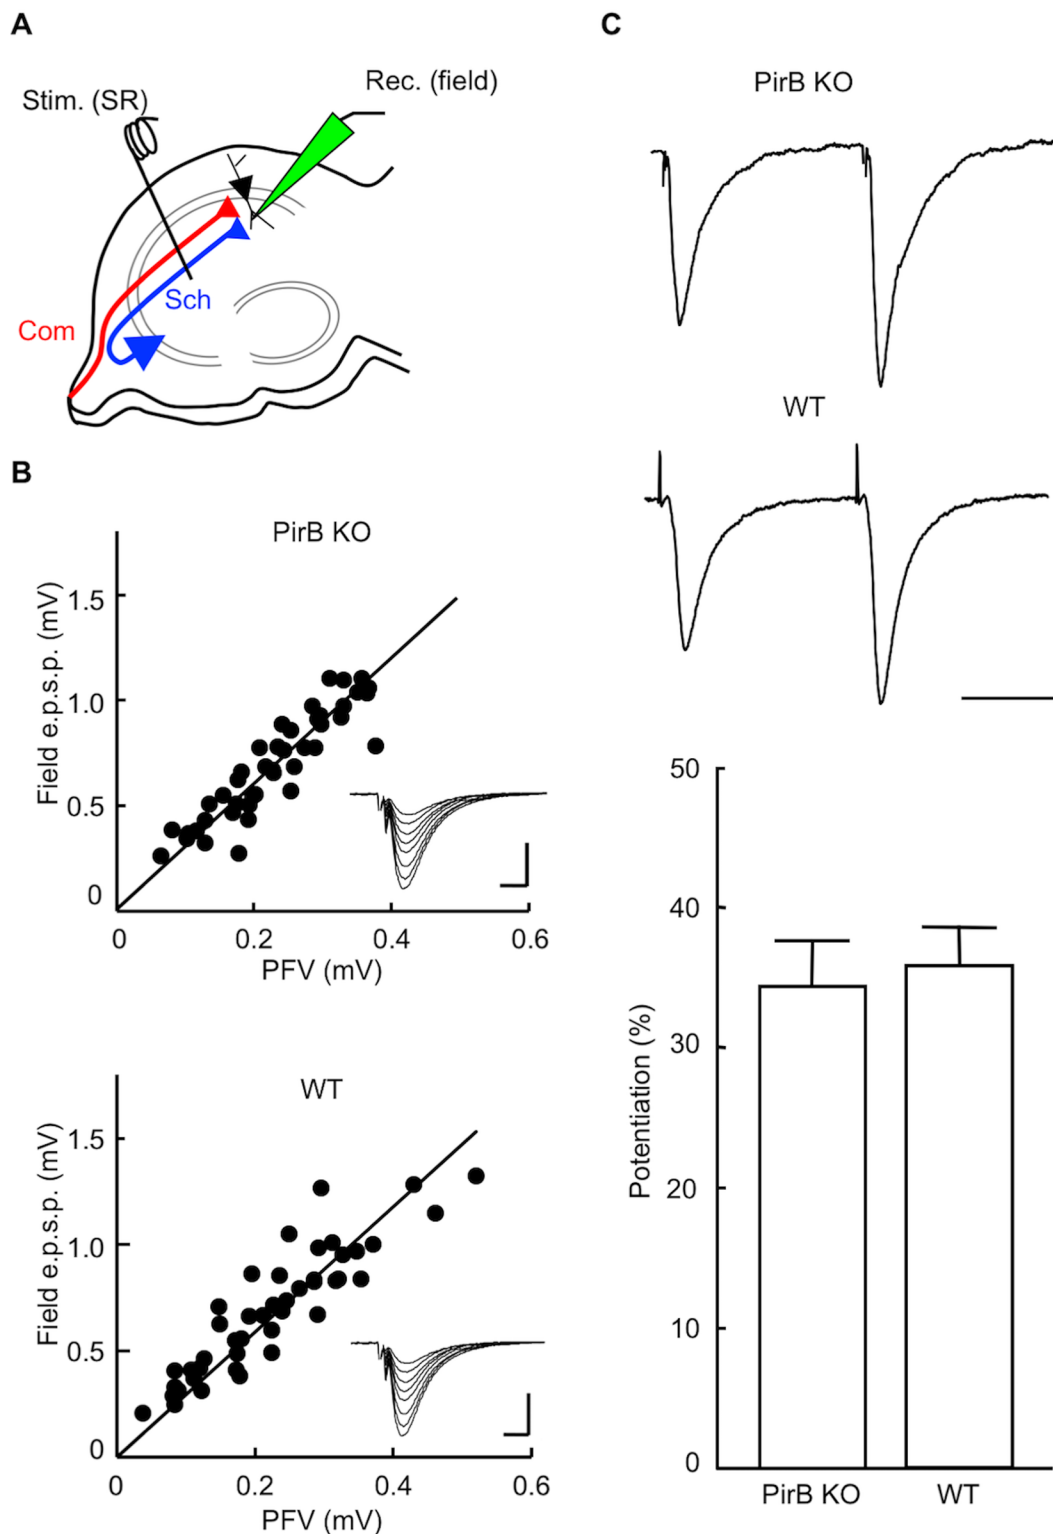 A
Stim. (SR)
Rec. (field)
Com
Sch
B
PirB KO
Field e.p.s.p. (mV)
1.5
1.0
0.5
0
0
0.2
0.4
0.6
PFV (mV)
WT
Field e.p.s.p. (mV)
1.5
1.0
0.5
0
0
0.2
0.4
0.6
PFV (mV)
C
PirB KO
WT
Potentiation (%)
50
40
30
20
10
0
PirB KO
WT